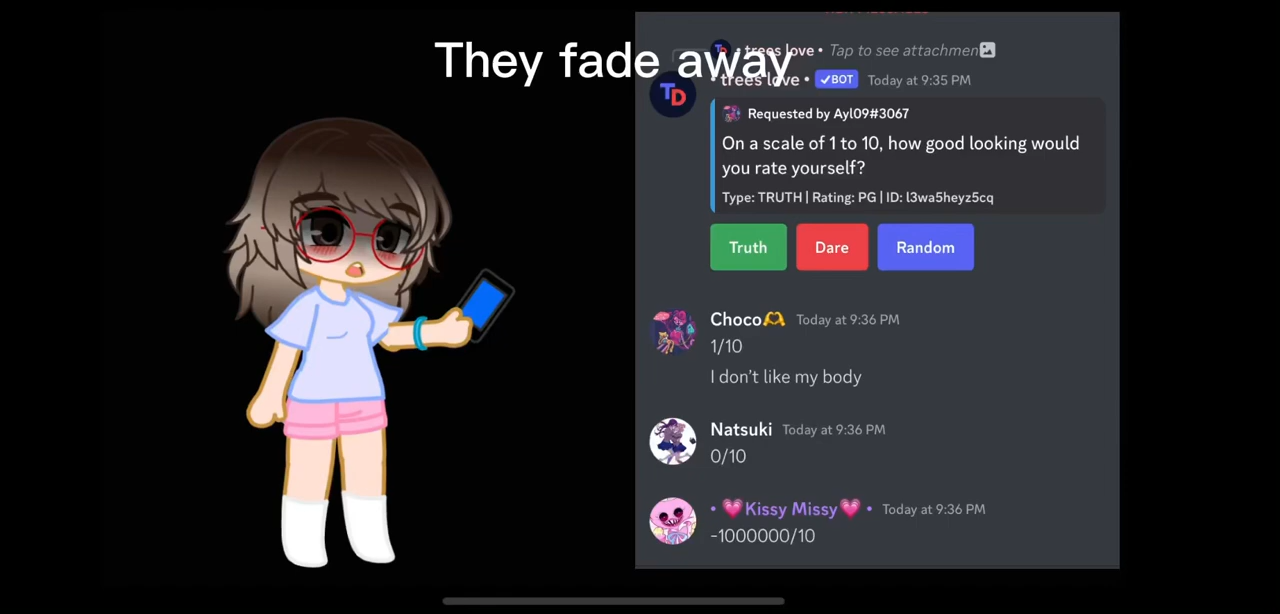 They fade away
• trees love • Tap to see attachmen
• trees love • BOT Today at 9:35 PM
TD
Requested by Ayl09#3067
On a scale of 1 to 10, how good looking would
you rate yourself?
Type: TRUTH | Rating: PG | ID: l3wa5heyz5cq
Truth Dare Random
Choco🫶 Today at 9:36 PM
1/10
I don't like my body
Natsuki Today at 9:36 PM
0/10
• 💗Kissy Missy💗 • Today at 9:36 PM
-1000000/10